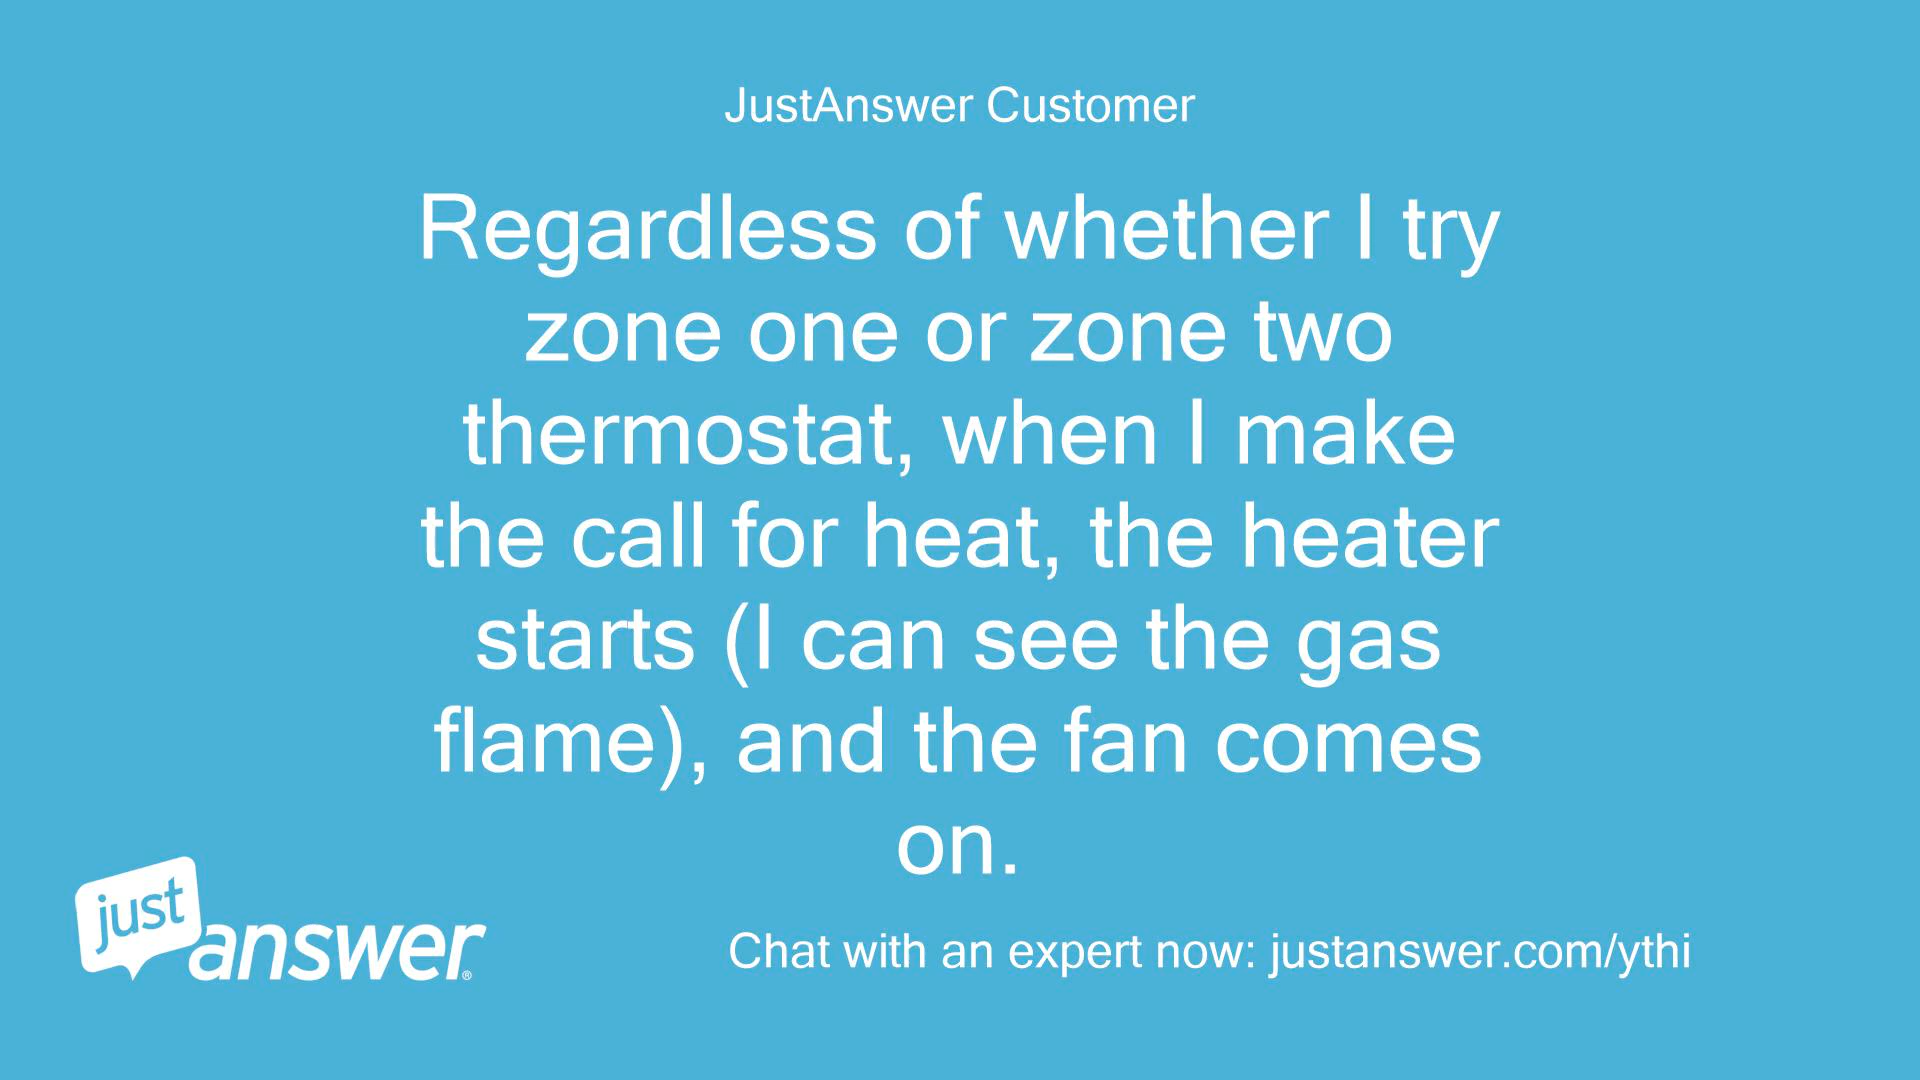 JustAnswer Customer
Regardless of whether I try
zone one or zone two
thermostat, when I make
the call for heat, the heater
starts (I can see the gas
flame), and the fan comes
on.
just
answer®
Chat with an expert now: justanswer.com/ythi